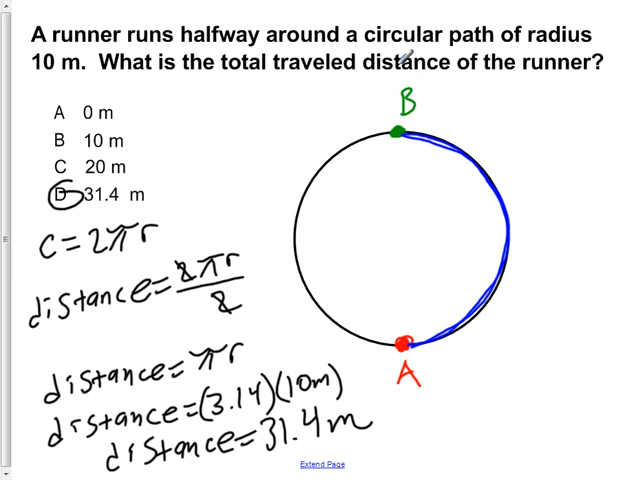 A runner runs halfway around a circular path of radius
10 m. What is the total traveled distance of the runner?
A 0 m
B 10 m
C 20 m
D 31.4 m
B
C = 2πr
distance = 2πr
2
distance = πr
distance = (3.14)(10m)
distance = 31.4 m
A
Extend Page